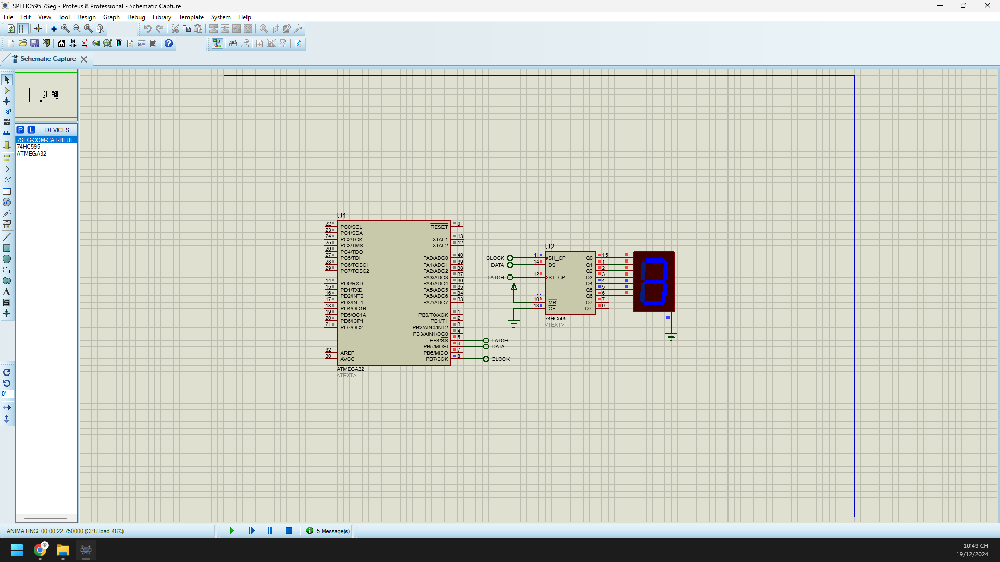 SPI HC595 7Seg - Proteus 8 Professional - Schematic Capture
File Edit View Tool Design Graph Debug Library Template System Help
Schematic Capture
LBL
P L DEVICES
7SEG-COM-CAT-BLUE
74HC595
ATMEGA32
A
S
0°
U1
22 PC0/SCL RESET 9
23 PC1/SDA
24 PC2/TCK XTAL1 13
25 PC3/TMS XTAL2 12
26 PC4/TDO
27 PC5/TDI PA0/ADC0 40
28 PC6/TOSC1 PA1/ADC1 39
29 PC7/TOSC2 PA2/ADC2 38
PA3/ADC3 37
14 PD0/RXD PA4/ADC4 36
15 PD1/TXD PA5/ADC5 35
16 PD2/INT0 PA6/ADC6 34
17 PD3/INT1 PA7/ADC7 33
18 PD4/OC1B
19 PD5/OC1A PB0/T0/XCK 1
20 PD6/ICP1 PB1/T1 2
21 PD7/OC2 PB2/AIN0/INT2 3
PB3/AIN1/OC0 4
PB4/SS 5 LATCH
PB5/MOSI 6 DATA
32 AREF PB6/MISO 7
30 AVCC PB7/SCK 8 CLOCK
ATMEGA32
<TEXT>
U2
CLOCK 11 SH_CP Q0 15
DATA 14 DS Q1 1
Q2 2
LATCH 12 ST_CP Q3 3
Q4 4
Q5 5
Q6 6
10 MR Q7 7
13 OE Q7' 9
74HC595
<TEXT>
3
ANIMATING: 00:00:22.750000 (CPU load 46%)
5 Message(s)
10:49 CH
19/12/2024